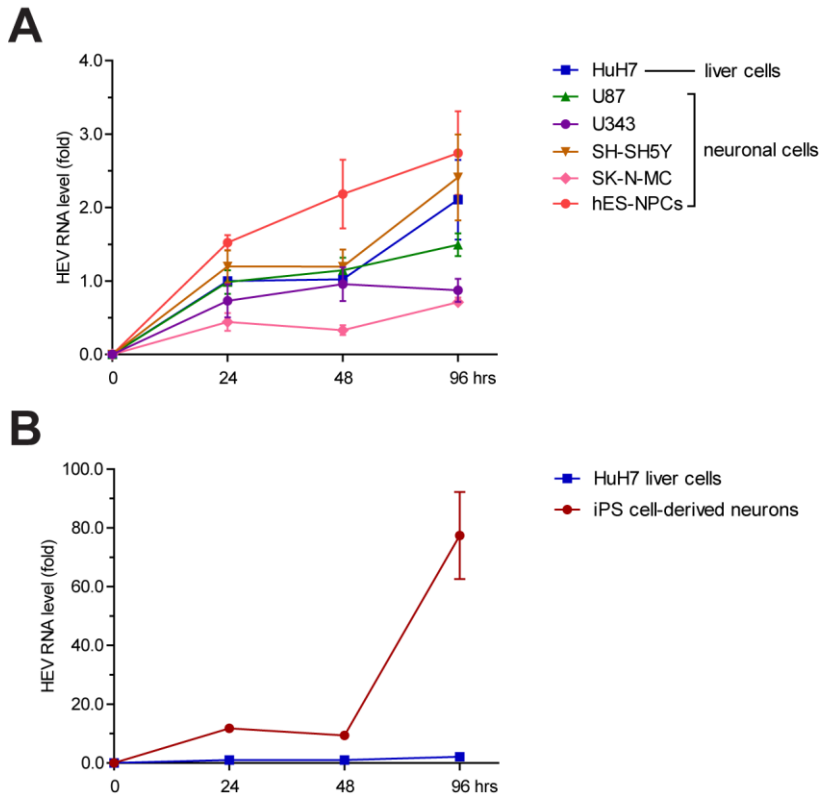 A
4.0
3.0
2.0
1.0
0.0
HEV RNA level (fold)
0 24 48 96 hrs
HuH7 liver cells
U87
U343
SH-SH5Y
SK-N-MC
hES-NPCs
neuronal cells
B
100.0
80.0
60.0
40.0
20.0
0.0
HEV RNA level (fold)
0 24 48 96 hrs
HuH7 liver cells
iPS cell-derived neurons